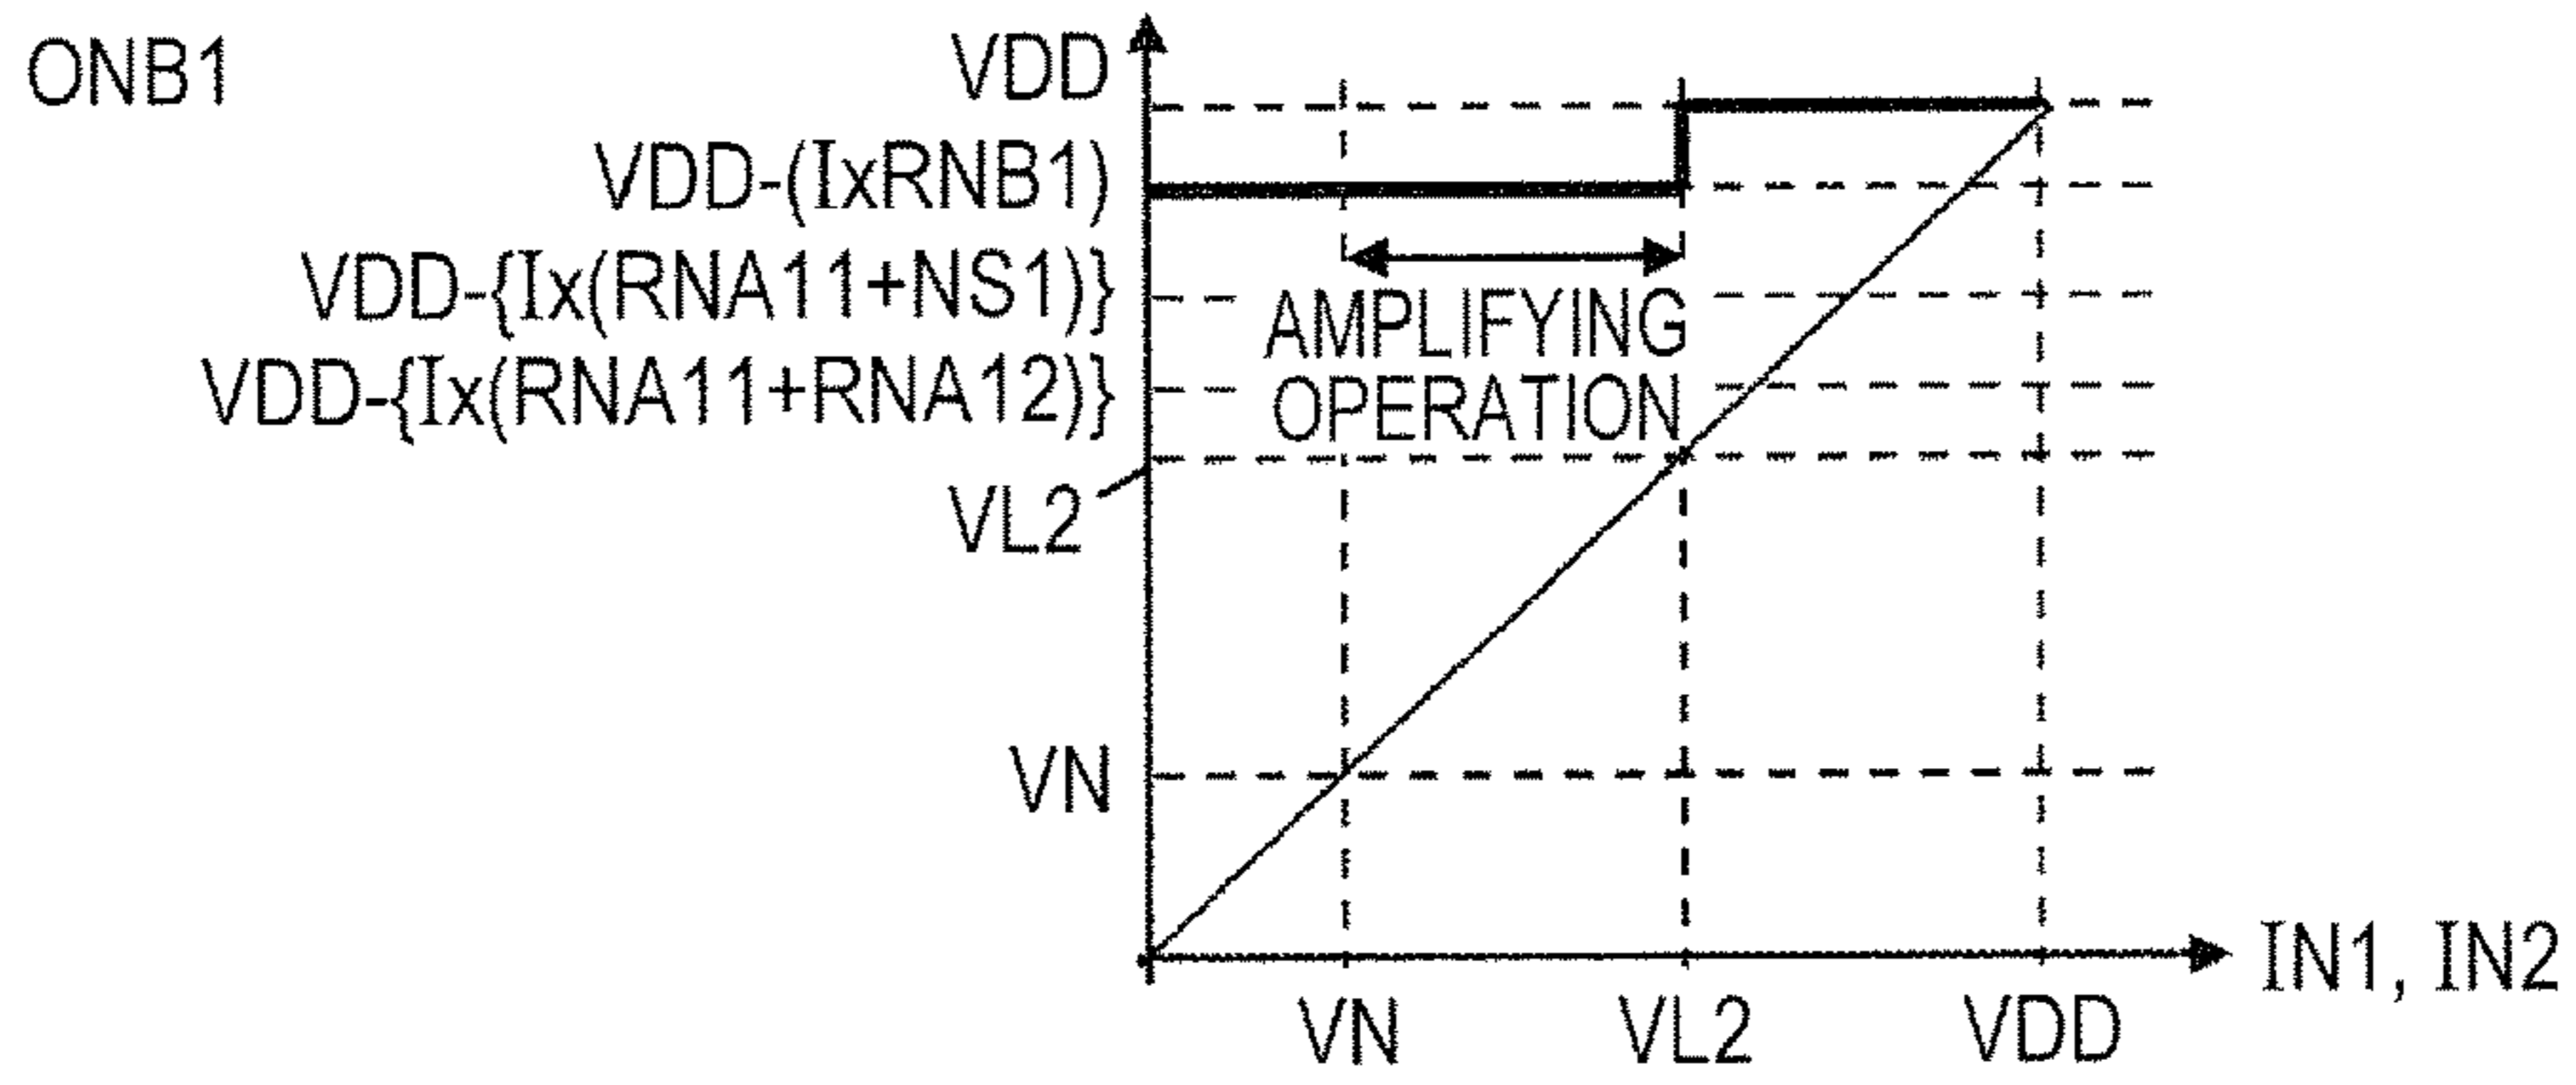 ONB1
VDD
VDD-(IxRNB1)
VDD-{Ix(RNA11+NS1)}
VDD-{Ix(RNA11+RNA12)}
VL2
VN
AMPLIFYING
OPERATION
IN1, IN2
VN
VL2
VDD